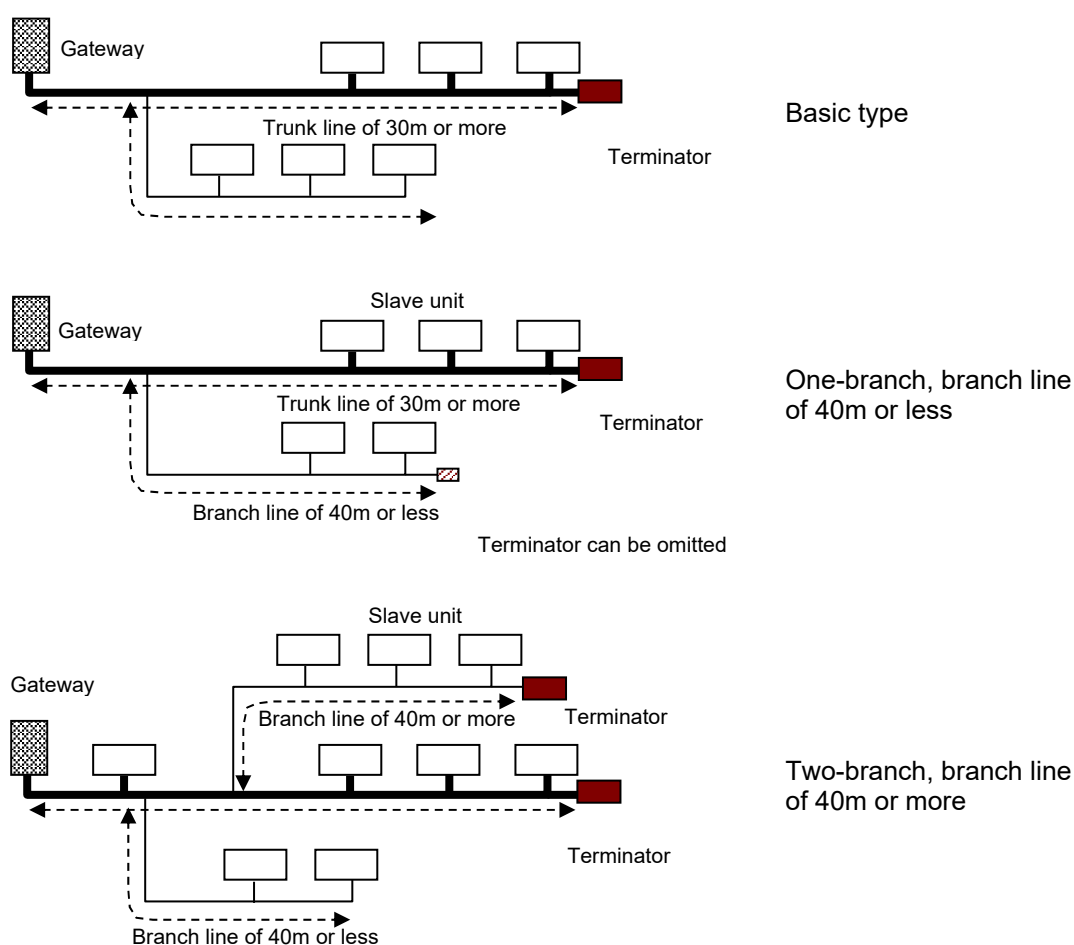 Gateway
Trunk line of 30m or more
Basic type
Terminator
Slave unit
Gateway
Trunk line of 30m or more
One-branch, branch line
of 40m or less
Terminator
Branch line of 40m or less
Terminator can be omitted
Slave unit
Gateway
Branch line of 40m or more
Terminator
Two-branch, branch line
of 40m or more
Terminator
Branch line of 40m or less